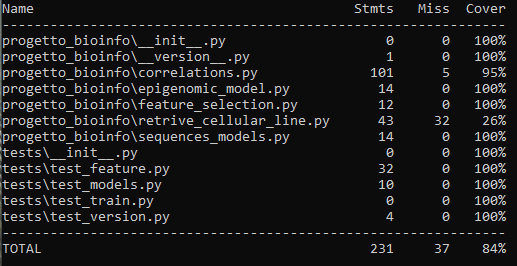 Name Stmts Miss Cover
--------------------------------------------------------------
progetto_bioinfo\__init__.py 0 0 100%
progetto_bioinfo\__version__.py 1 0 100%
progetto_bioinfo\correlations.py 101 5 95%
progetto_bioinfo\epigenomic_model.py 14 0 100%
progetto_bioinfo\feature_selection.py 12 0 100%
progetto_bioinfo\retrive_cellular_line.py 43 32 26%
progetto_bioinfo\sequences_models.py 14 0 100%
tests\__init__.py 0 0 100%
tests\test_feature.py 32 0 100%
tests\test_models.py 10 0 100%
tests\test_train.py 0 0 100%
tests\test_version.py 4 0 100%
--------------------------------------------------------------
TOTAL 231 37 84%